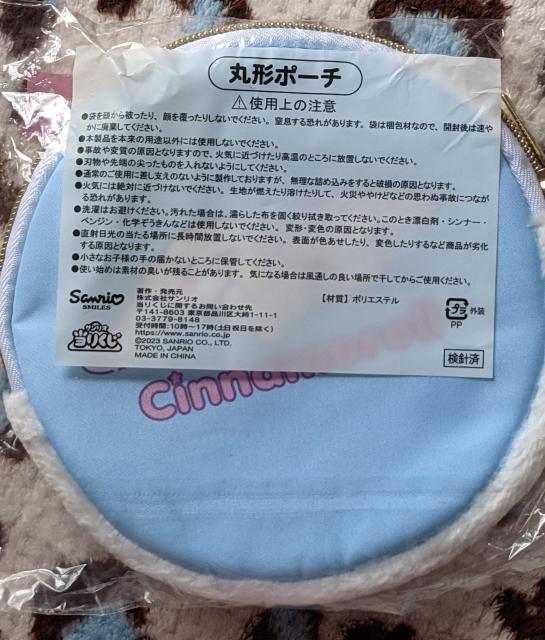 丸形ポーチ
⚠使用上の注意
●袋を頭から被ったり、顔を覆ったりしないでください。窒息する恐れがあります。袋は梱包材なので、開封後は速や
かに廃棄してください。
●本製品を本来の用途以外には使用しないでください。
●事故や変質の原因となりますので、火気に近づけたり高温のところに放置しないでください。
●刃物や先端の尖ったものを入れないようにしてください。
●通常のご使用に差し支えのないように製作しておりますが、無理な詰め込みをすると破損の原因となります。
●火気には絶対に近づけないでください。生地が燃えたり溶けたりして、火災ややけどなどの思わぬ事故につなが
る恐れがあります。
●洗濯はお避けください。汚れた場合は、濡らした布を固く絞り拭き取ってください。このとき漂白剤・シンナー・
ベンジン・化学ぞうきんなどは使用しないでください。変形・変色の原因となります。
●直射日光の当たる場所に長時間放置しないでください。表面が色あせしたり、変色したりするなど商品が劣化
する原因となります。
●小さなお子様の手の届かないところに保管してください。
●使い始めは素材の臭いが残ることがあります。気になる場合は風通しの良い場所で干してからご使用ください。
Sanrio
SMILES
当りくじ
著作・発売元
株式会社サンリオ
当りくじに関するお問い合わせ先
〒141-8603 東京都品川区大崎1-11-1
03-3779-8148
受付時間:10時~17時(土日祝日を除く)
https://www.sanrio.co.jp
©2023 SANRIO CO., LTD.
TOKYO, JAPAN
MADE IN CHINA
【材質】ポリエステル
プラ 外装
PP
検針済